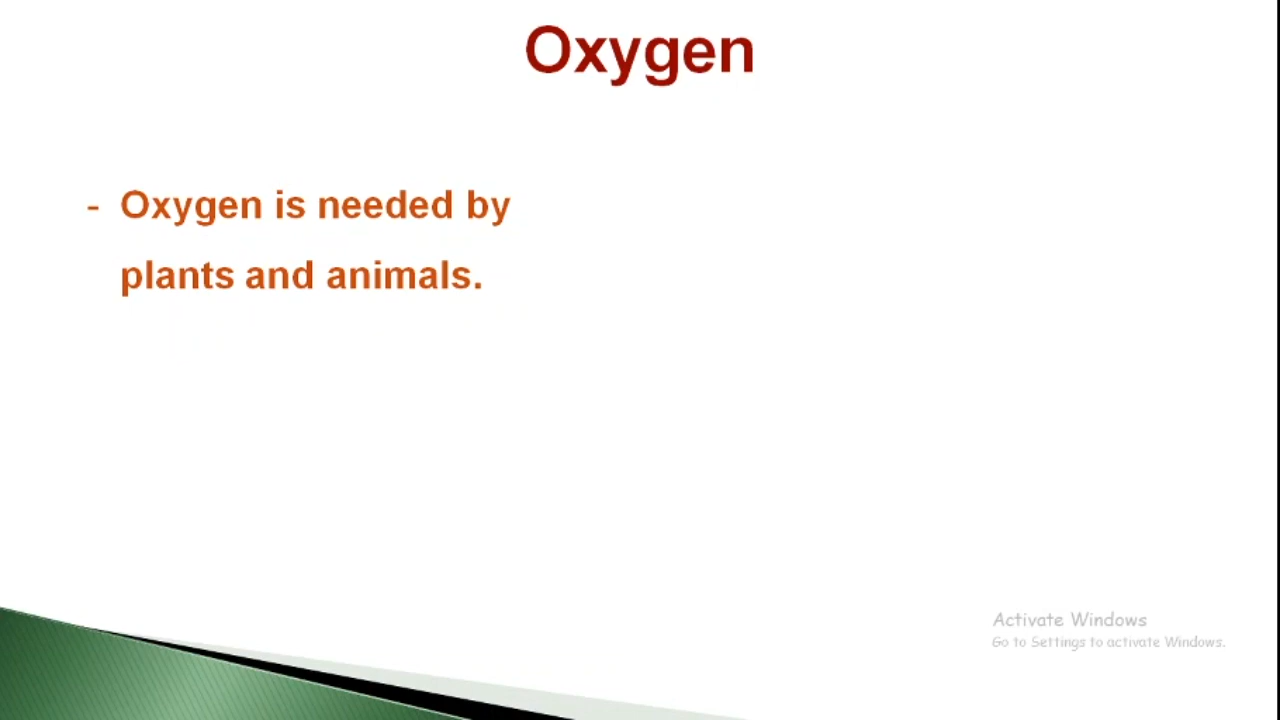 Oxygen
- Oxygen is needed by
plants and animals.
Activate Windows
Go to Settings to activate Windows.